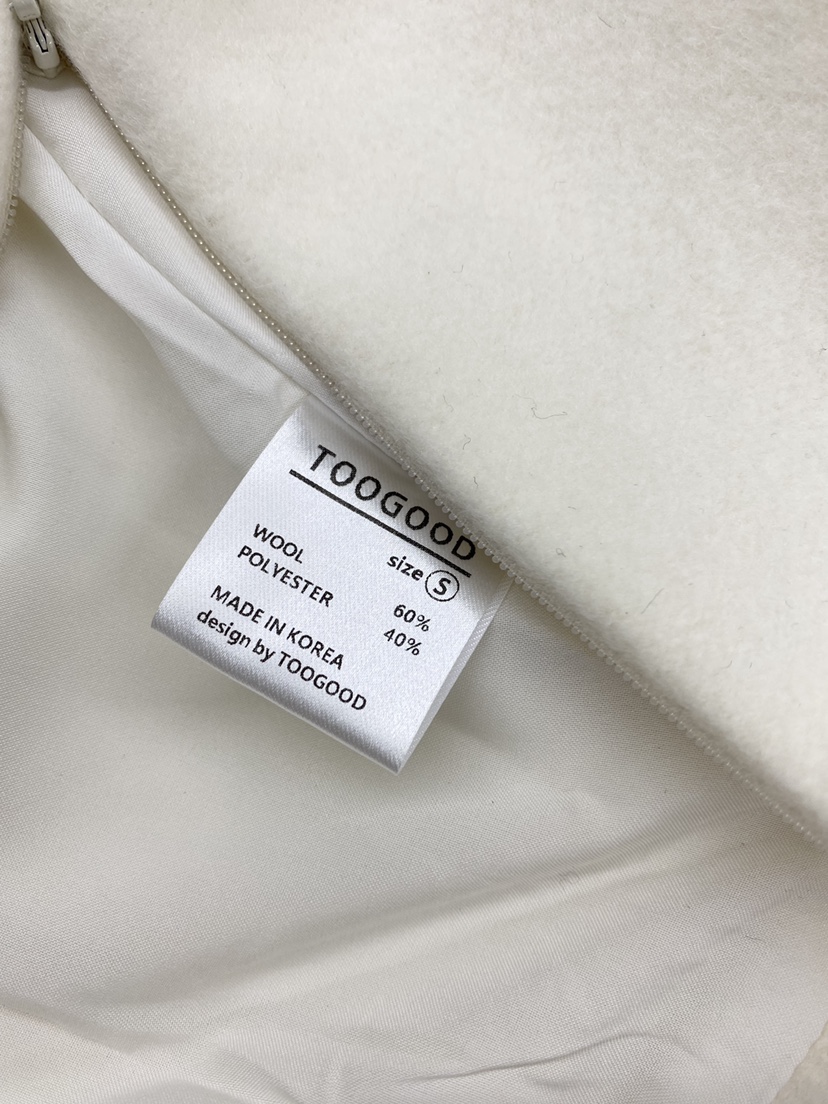 TOOGOOD
size S
WOOL 60%
POLYESTER 40%
MADE IN KOREA
design by TOOGOOD